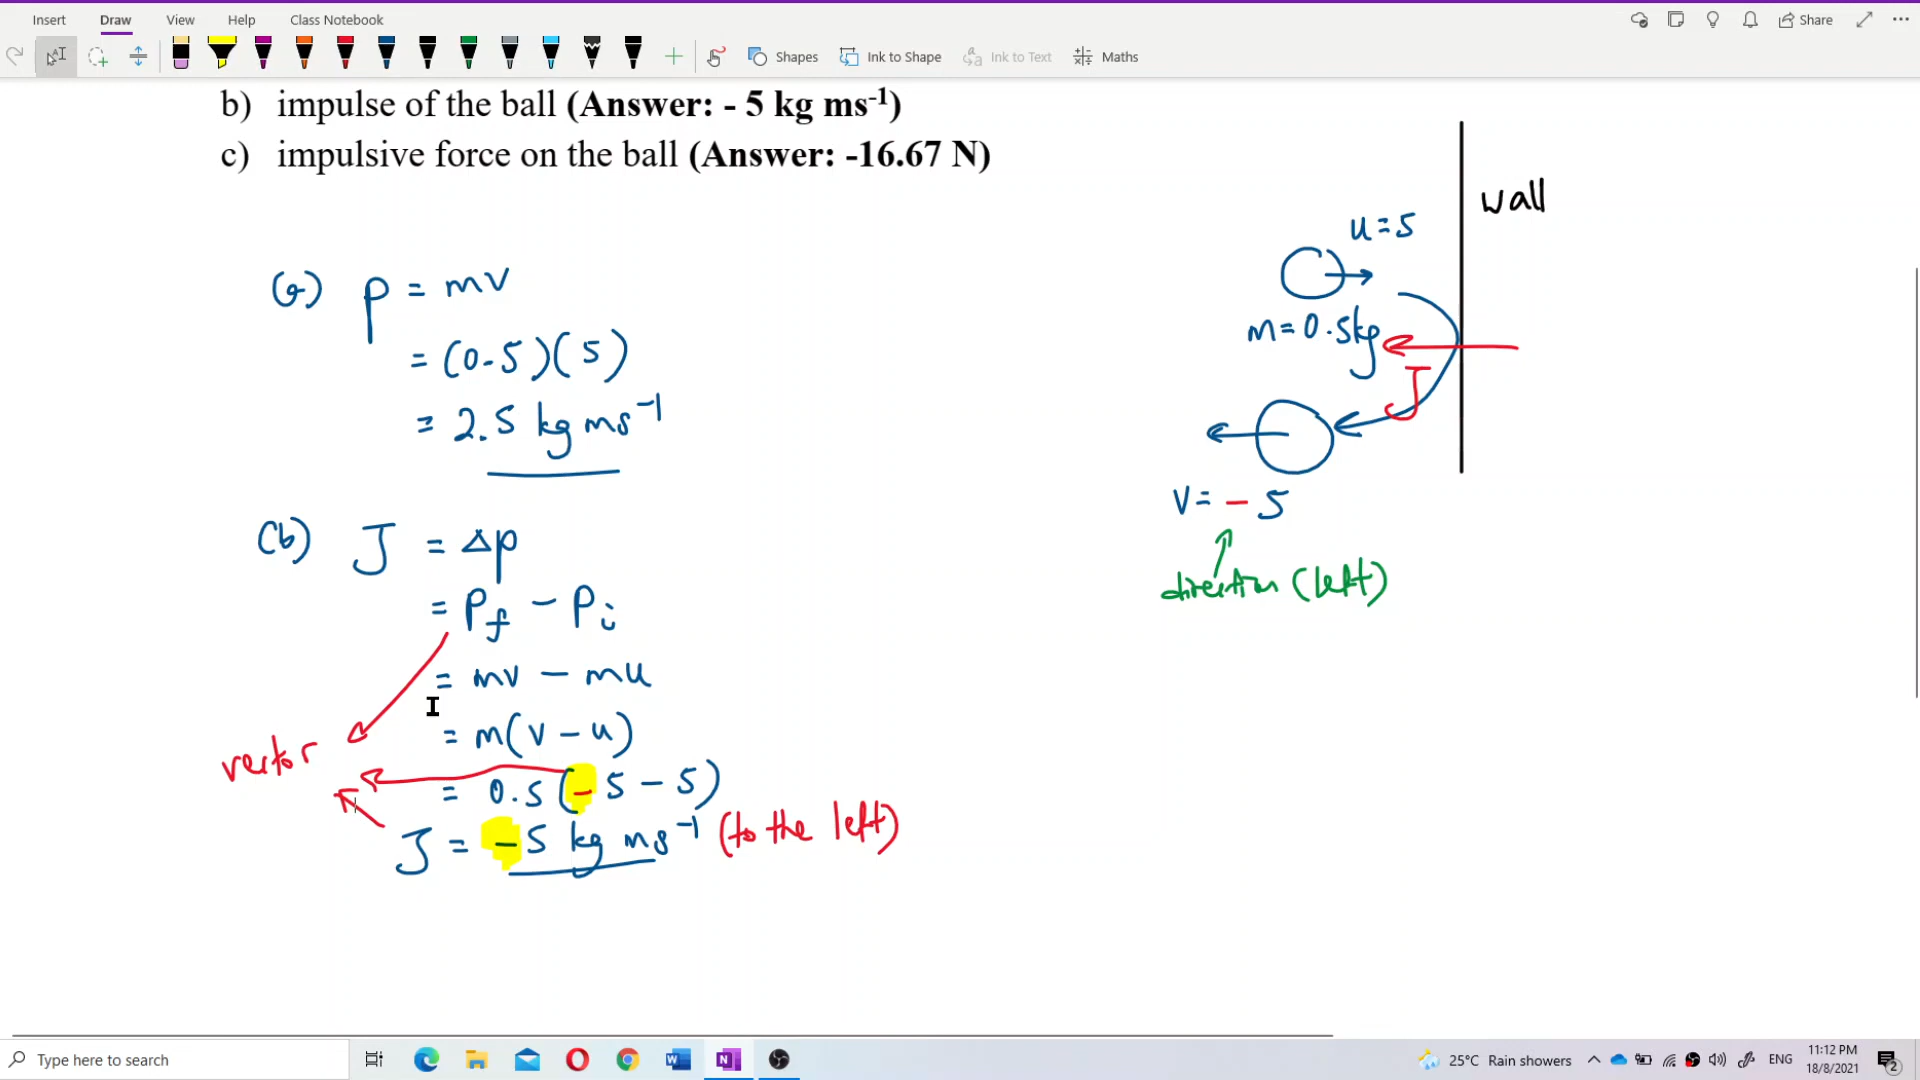 Insert Draw View Help Class Notebook Share
Shapes Ink to Shape Ink to Text Maths
b) impulse of the ball (Answer: - 5 kg ms⁻¹)
c) impulsive force on the ball (Answer: -16.67 N)
wall
u = 5
m = 0.5kg
J
v = - 5
direction (left)
(a) p = mv
= (0.5)(5)
= 2.5 kg ms⁻¹
(b) J = Δp
= Pf - Pi
= mv - mu
= m(v - u)
vector
= 0.5 (-5 - 5)
J = -5 kg ms⁻¹ (to the left)
Type here to search
25°C Rain showers ENG 11:12 PM
18/8/2021
2